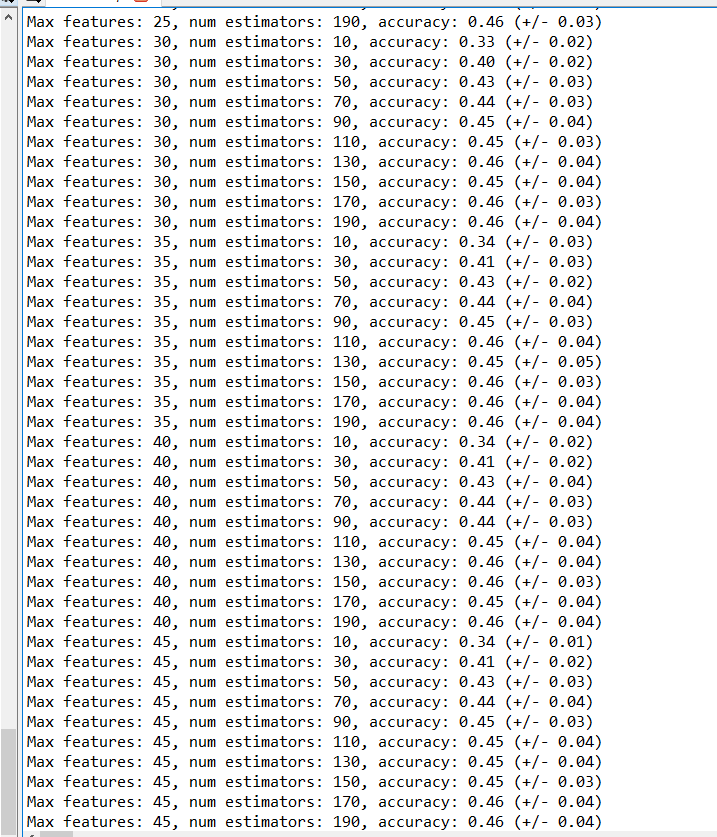 Max features: 25, num estimators: 190, accuracy: 0.46 (+/- 0.03)
Max features: 30, num estimators: 10, accuracy: 0.33 (+/- 0.02)
Max features: 30, num estimators: 30, accuracy: 0.40 (+/- 0.02)
Max features: 30, num estimators: 50, accuracy: 0.43 (+/- 0.03)
Max features: 30, num estimators: 70, accuracy: 0.44 (+/- 0.03)
Max features: 30, num estimators: 90, accuracy: 0.45 (+/- 0.04)
Max features: 30, num estimators: 110, accuracy: 0.45 (+/- 0.03)
Max features: 30, num estimators: 130, accuracy: 0.46 (+/- 0.04)
Max features: 30, num estimators: 150, accuracy: 0.45 (+/- 0.04)
Max features: 30, num estimators: 170, accuracy: 0.46 (+/- 0.03)
Max features: 30, num estimators: 190, accuracy: 0.46 (+/- 0.04)
Max features: 35, num estimators: 10, accuracy: 0.34 (+/- 0.03)
Max features: 35, num estimators: 30, accuracy: 0.41 (+/- 0.03)
Max features: 35, num estimators: 50, accuracy: 0.43 (+/- 0.02)
Max features: 35, num estimators: 70, accuracy: 0.44 (+/- 0.04)
Max features: 35, num estimators: 90, accuracy: 0.45 (+/- 0.03)
Max features: 35, num estimators: 110, accuracy: 0.46 (+/- 0.04)
Max features: 35, num estimators: 130, accuracy: 0.45 (+/- 0.05)
Max features: 35, num estimators: 150, accuracy: 0.46 (+/- 0.03)
Max features: 35, num estimators: 170, accuracy: 0.46 (+/- 0.04)
Max features: 35, num estimators: 190, accuracy: 0.46 (+/- 0.04)
Max features: 40, num estimators: 10, accuracy: 0.34 (+/- 0.02)
Max features: 40, num estimators: 30, accuracy: 0.41 (+/- 0.02)
Max features: 40, num estimators: 50, accuracy: 0.43 (+/- 0.04)
Max features: 40, num estimators: 70, accuracy: 0.44 (+/- 0.03)
Max features: 40, num estimators: 90, accuracy: 0.44 (+/- 0.03)
Max features: 40, num estimators: 110, accuracy: 0.45 (+/- 0.04)
Max features: 40, num estimators: 130, accuracy: 0.46 (+/- 0.04)
Max features: 40, num estimators: 150, accuracy: 0.46 (+/- 0.03)
Max features: 40, num estimators: 170, accuracy: 0.45 (+/- 0.04)
Max features: 40, num estimators: 190, accuracy: 0.46 (+/- 0.04)
Max features: 45, num estimators: 10, accuracy: 0.34 (+/- 0.01)
Max features: 45, num estimators: 30, accuracy: 0.41 (+/- 0.02)
Max features: 45, num estimators: 50, accuracy: 0.43 (+/- 0.03)
Max features: 45, num estimators: 70, accuracy: 0.44 (+/- 0.04)
Max features: 45, num estimators: 90, accuracy: 0.45 (+/- 0.03)
Max features: 45, num estimators: 110, accuracy: 0.45 (+/- 0.04)
Max features: 45, num estimators: 130, accuracy: 0.45 (+/- 0.04)
Max features: 45, num estimators: 150, accuracy: 0.45 (+/- 0.03)
Max features: 45, num estimators: 170, accuracy: 0.46 (+/- 0.04)
Max features: 45, num estimators: 190, accuracy: 0.46 (+/- 0.04)